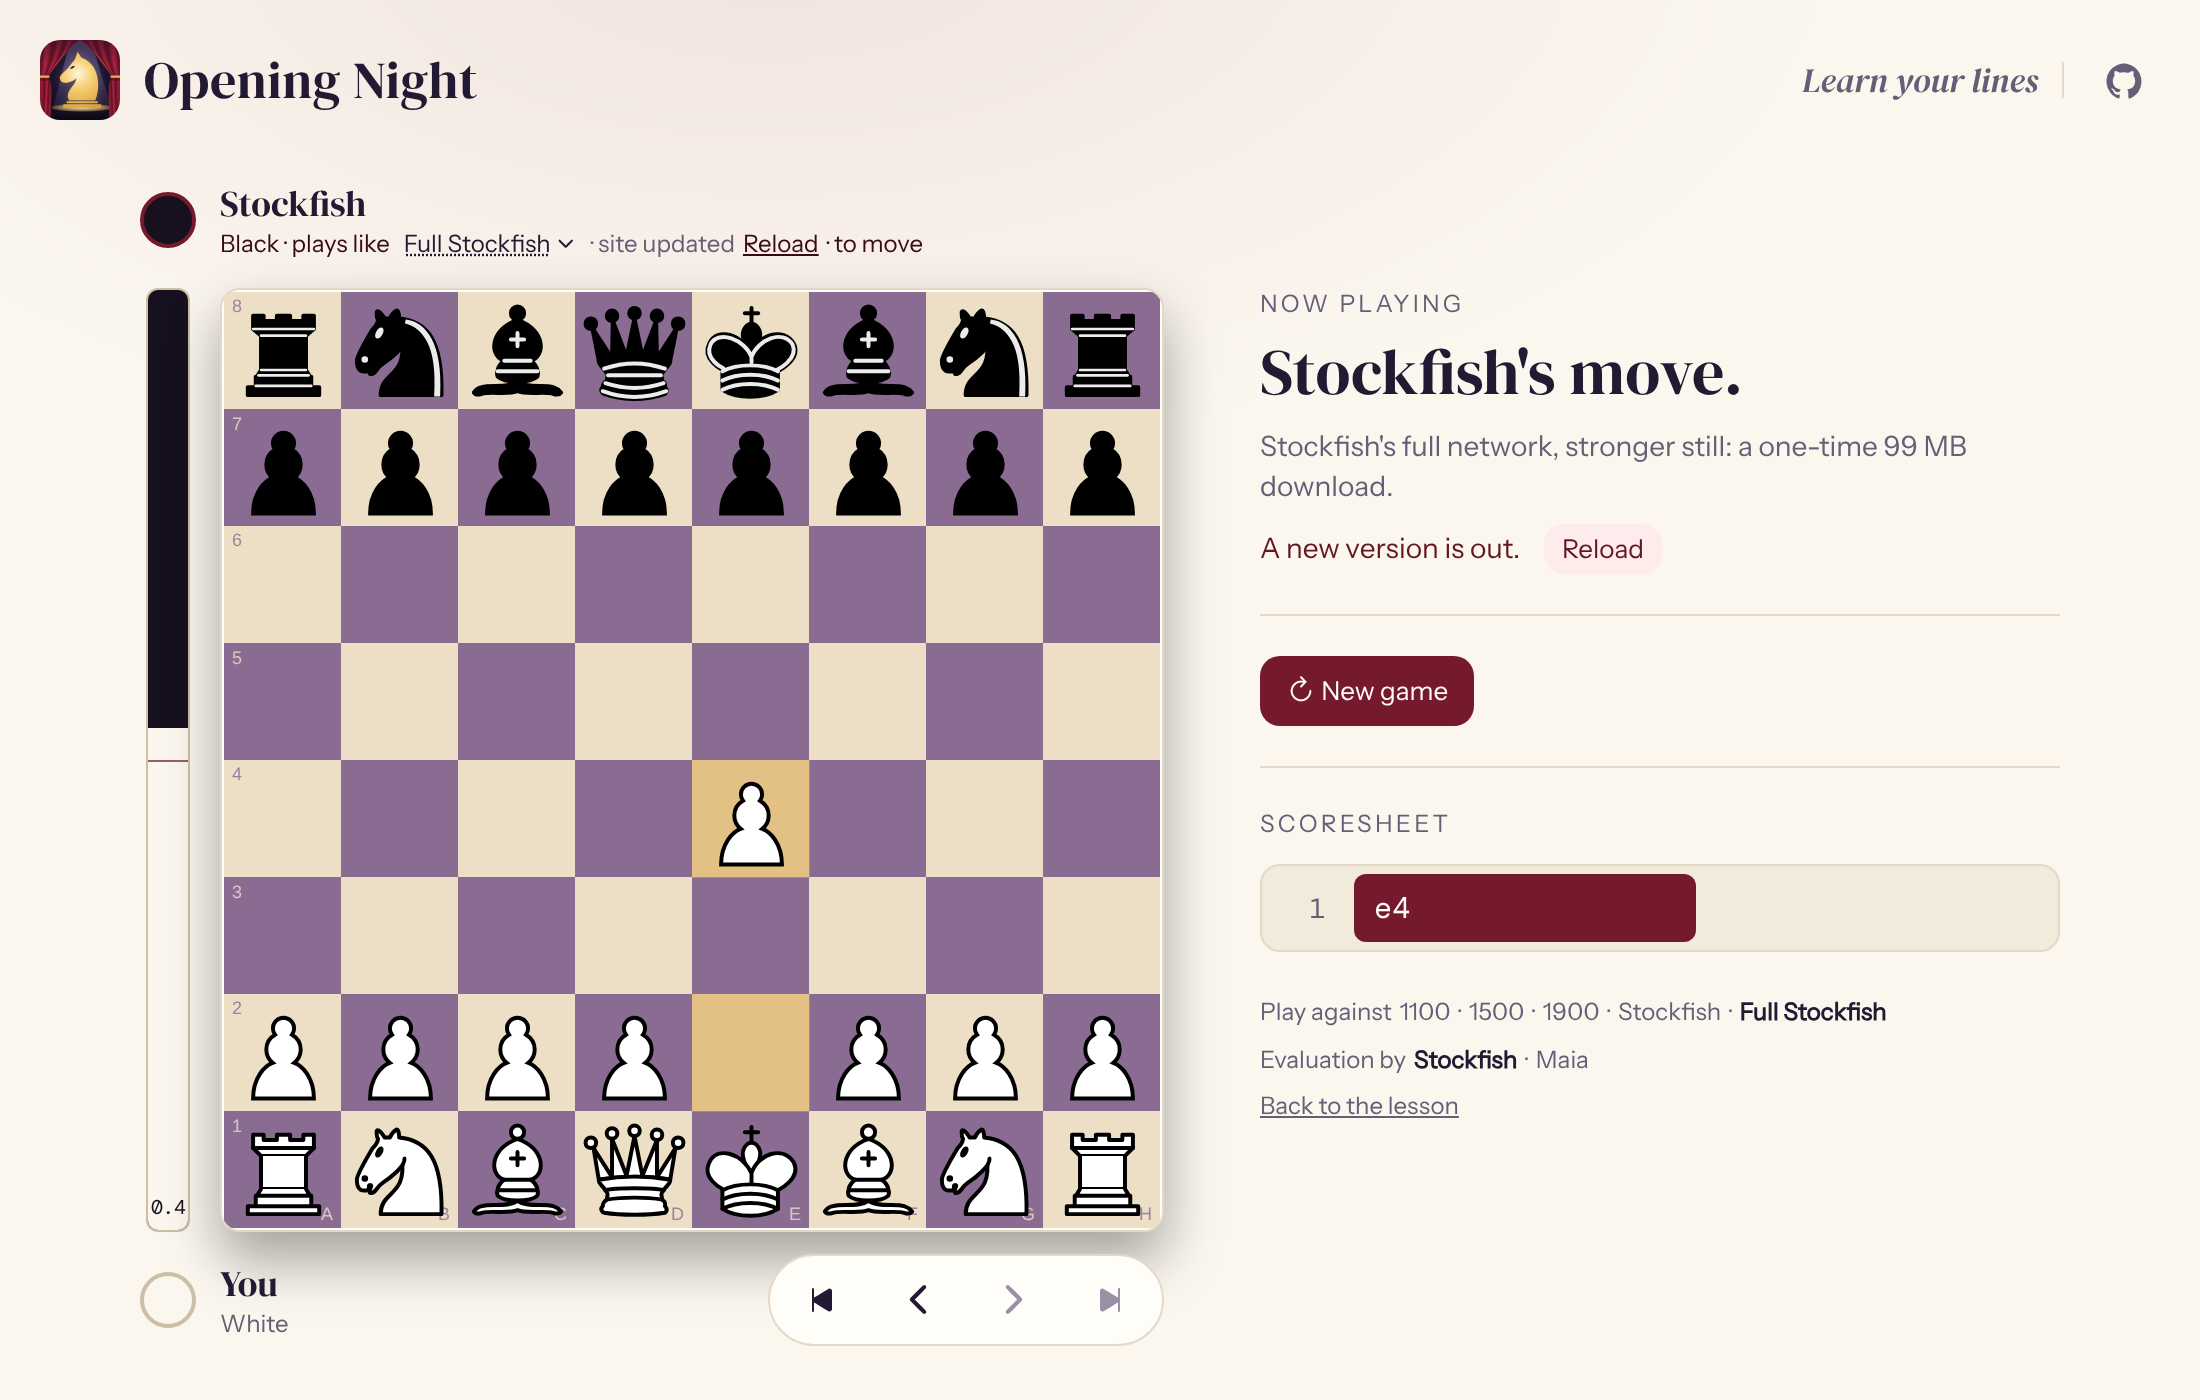 Opening Night
Learn your lines
Stockfish
Black · plays like Full Stockfish · site updated Reload · to move
8
7
6
5
4
3
2
1
A B C D E F G H
0.4
You
White
NOW PLAYING
Stockfish's move.
Stockfish's full network, stronger still: a one-time 99 MB
download.
A new version is out. Reload
New game
SCORESHEET
1 e4
Play against 1100 · 1500 · 1900 · Stockfish · Full Stockfish
Evaluation by Stockfish · Maia
Back to the lesson